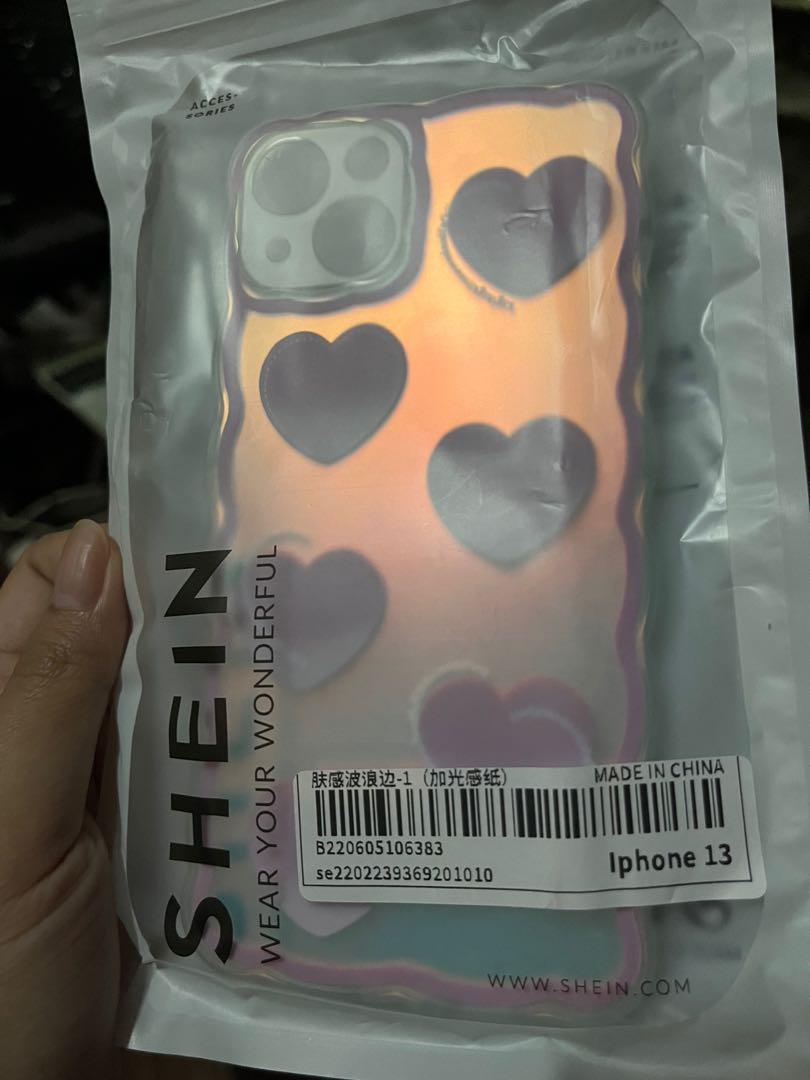 ACCES-
SORIES
SHEIN
WEAR YOUR WONDERFUL
肤感波浪边-1（加光感纸）
MADE IN CHINA
B220605106383
se2202239369201010
Iphone 13
WWW.SHEIN.COM